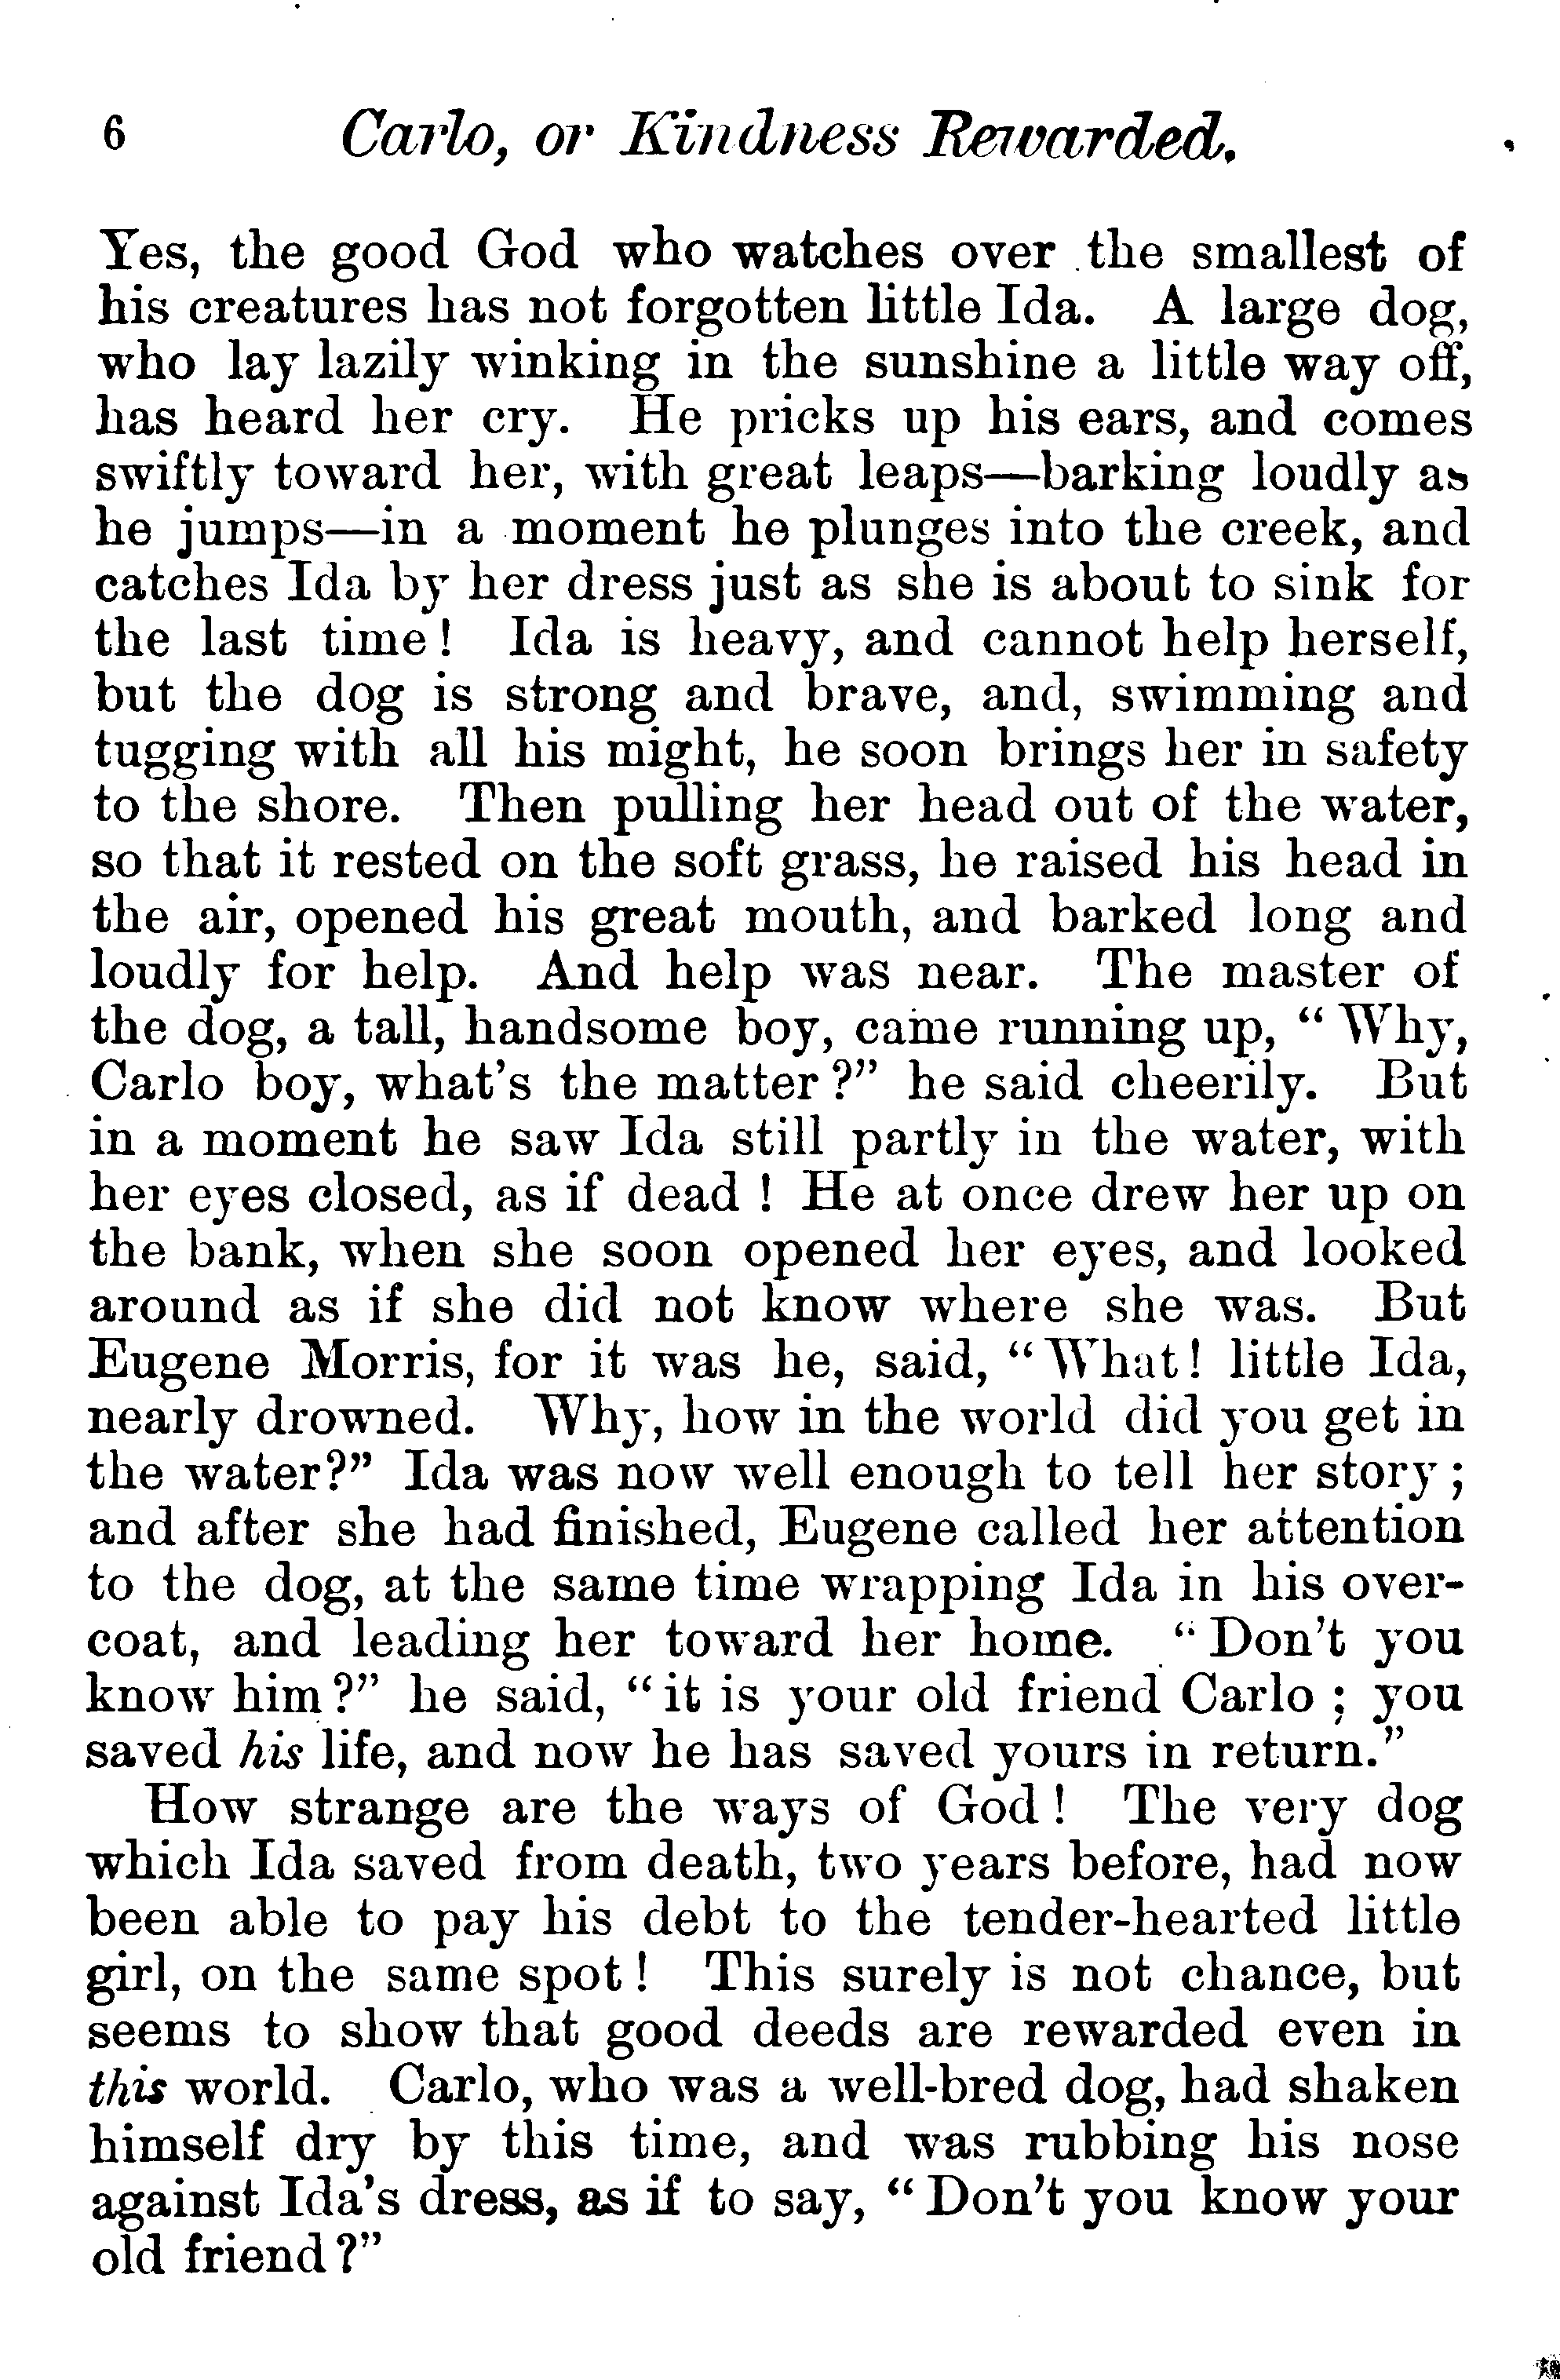 6 Carlo, or Kindness Rewarded.
Yes, the good God who watches over the smallest of
his creatures has not forgotten little Ida. A large dog,
who lay lazily winking in the sunshine a little way off,
has heard her cry. He pricks up his ears, and comes
swiftly toward her, with great leaps—barking loudly as
he jumps—in a moment he plunges into the creek, and
catches Ida by her dress just as she is about to sink for
the last time! Ida is heavy, and cannot help herself,
but the dog is strong and brave, and, swimming and
tugging with all his might, he soon brings her in safety
to the shore. Then pulling her head out of the water,
so that it rested on the soft grass, he raised his head in
the air, opened his great mouth, and barked long and
loudly for help. And help was near. The master of
the dog, a tall, handsome boy, came running up, “Why,
Carlo boy, what's the matter?” he said cheerily. But
in a moment he saw Ida still partly in the water, with
her eyes closed, as if dead! He at once drew her up on
the bank, when she soon opened her eyes, and looked
around as if she did not know where she was. But
Eugene Morris, for it was he, said, “What! little Ida,
nearly drowned. Why, how in the world did you get in
the water?” Ida was now well enough to tell her story;
and after she had finished, Eugene called her attention
to the dog, at the same time wrapping Ida in his over-
coat, and leading her toward her home. “Don't you
know him?” he said, “it is your old friend Carlo; you
saved his life, and now he has saved yours in return.”
How strange are the ways of God! The very dog
which Ida saved from death, two years before, had now
been able to pay his debt to the tender-hearted little
girl, on the same spot! This surely is not chance, but
seems to show that good deeds are rewarded even in
this world. Carlo, who was a well-bred dog, had shaken
himself dry by this time, and was rubbing his nose
against Ida's dress, as if to say, “Don't you know your
old friend?”